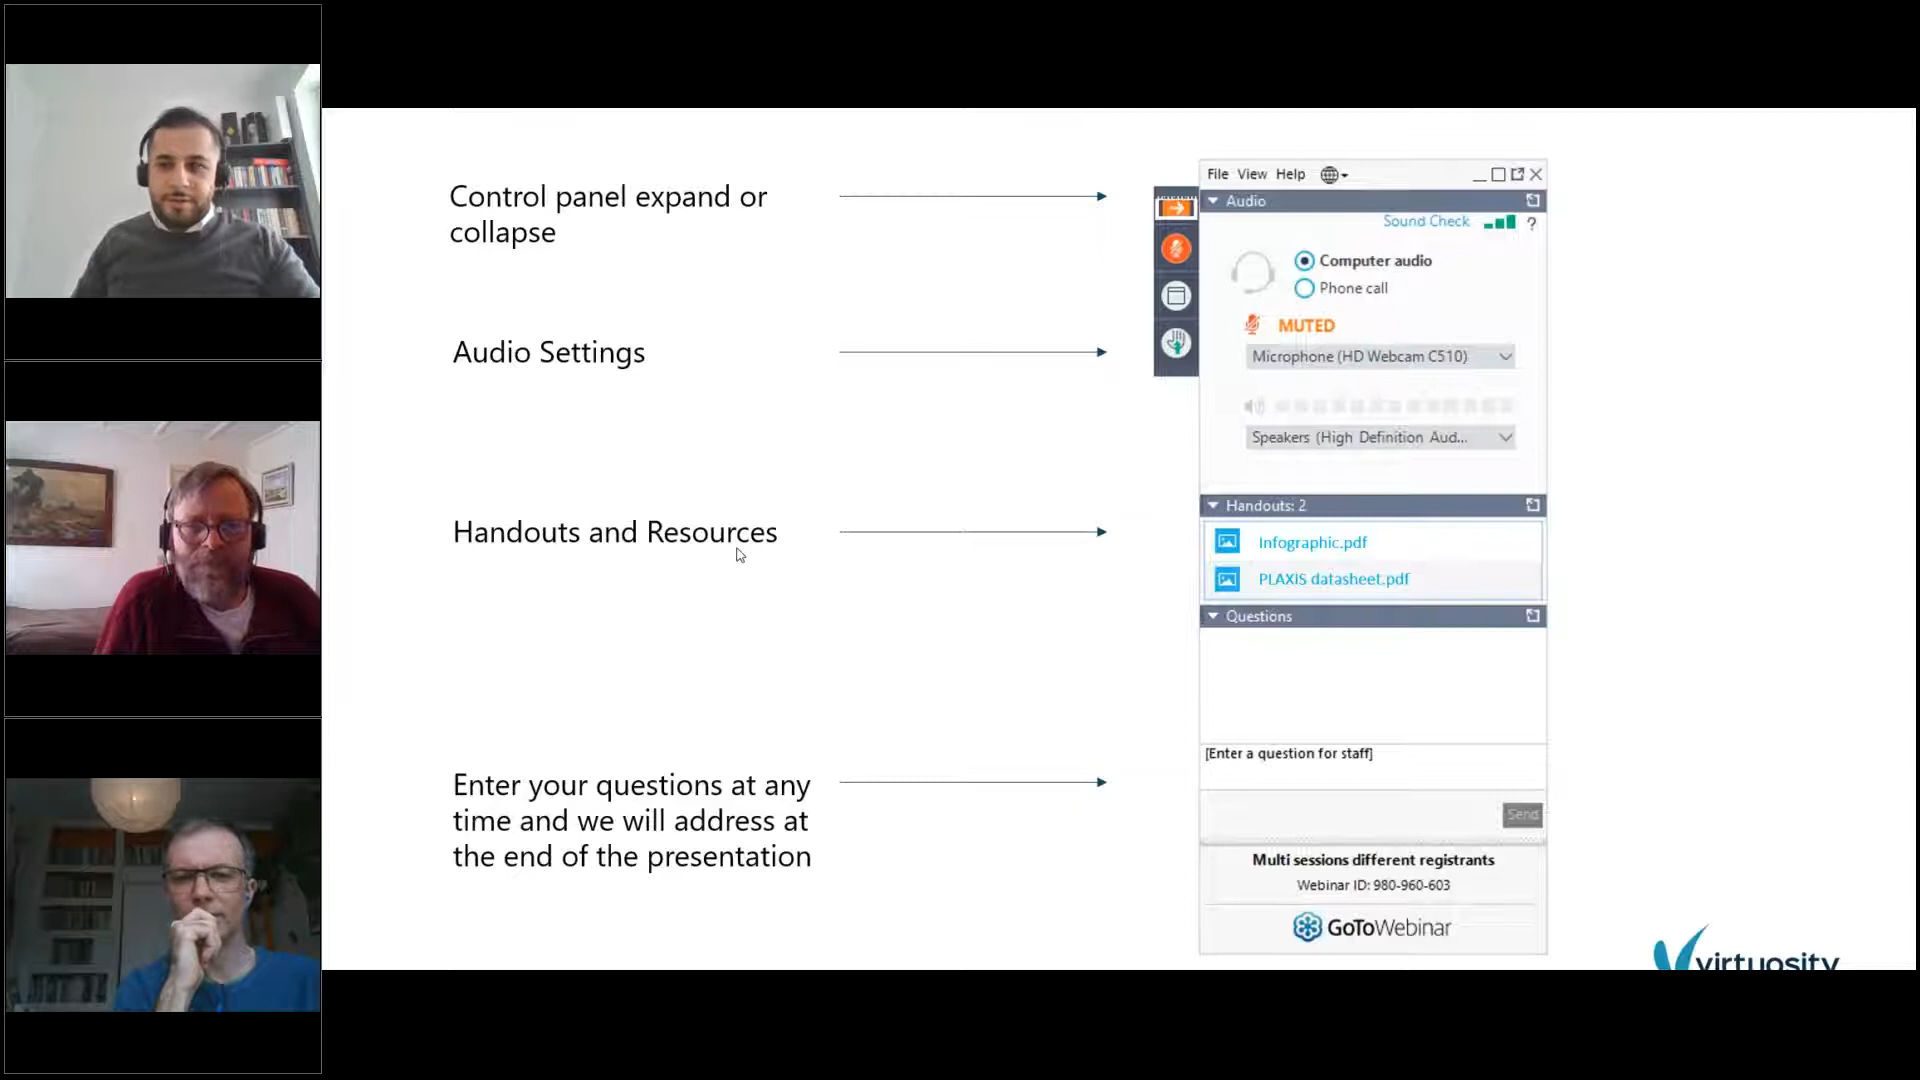 Control panel expand or
collapse
Audio Settings
Handouts and Resources
Enter your questions at any
time and we will address at
the end of the presentation
File View Help
Audio
Sound Check ?
Computer audio
Phone call
MUTED
Microphone (HD Webcam C510)
Speakers (High Definition Aud...
Handouts: 2
Infographic.pdf
PLAXIS datasheet.pdf
Questions
[Enter a question for staff]
Send
Multi sessions different registrants
Webinar ID: 980-960-603
GoToWebinar
virtuosity